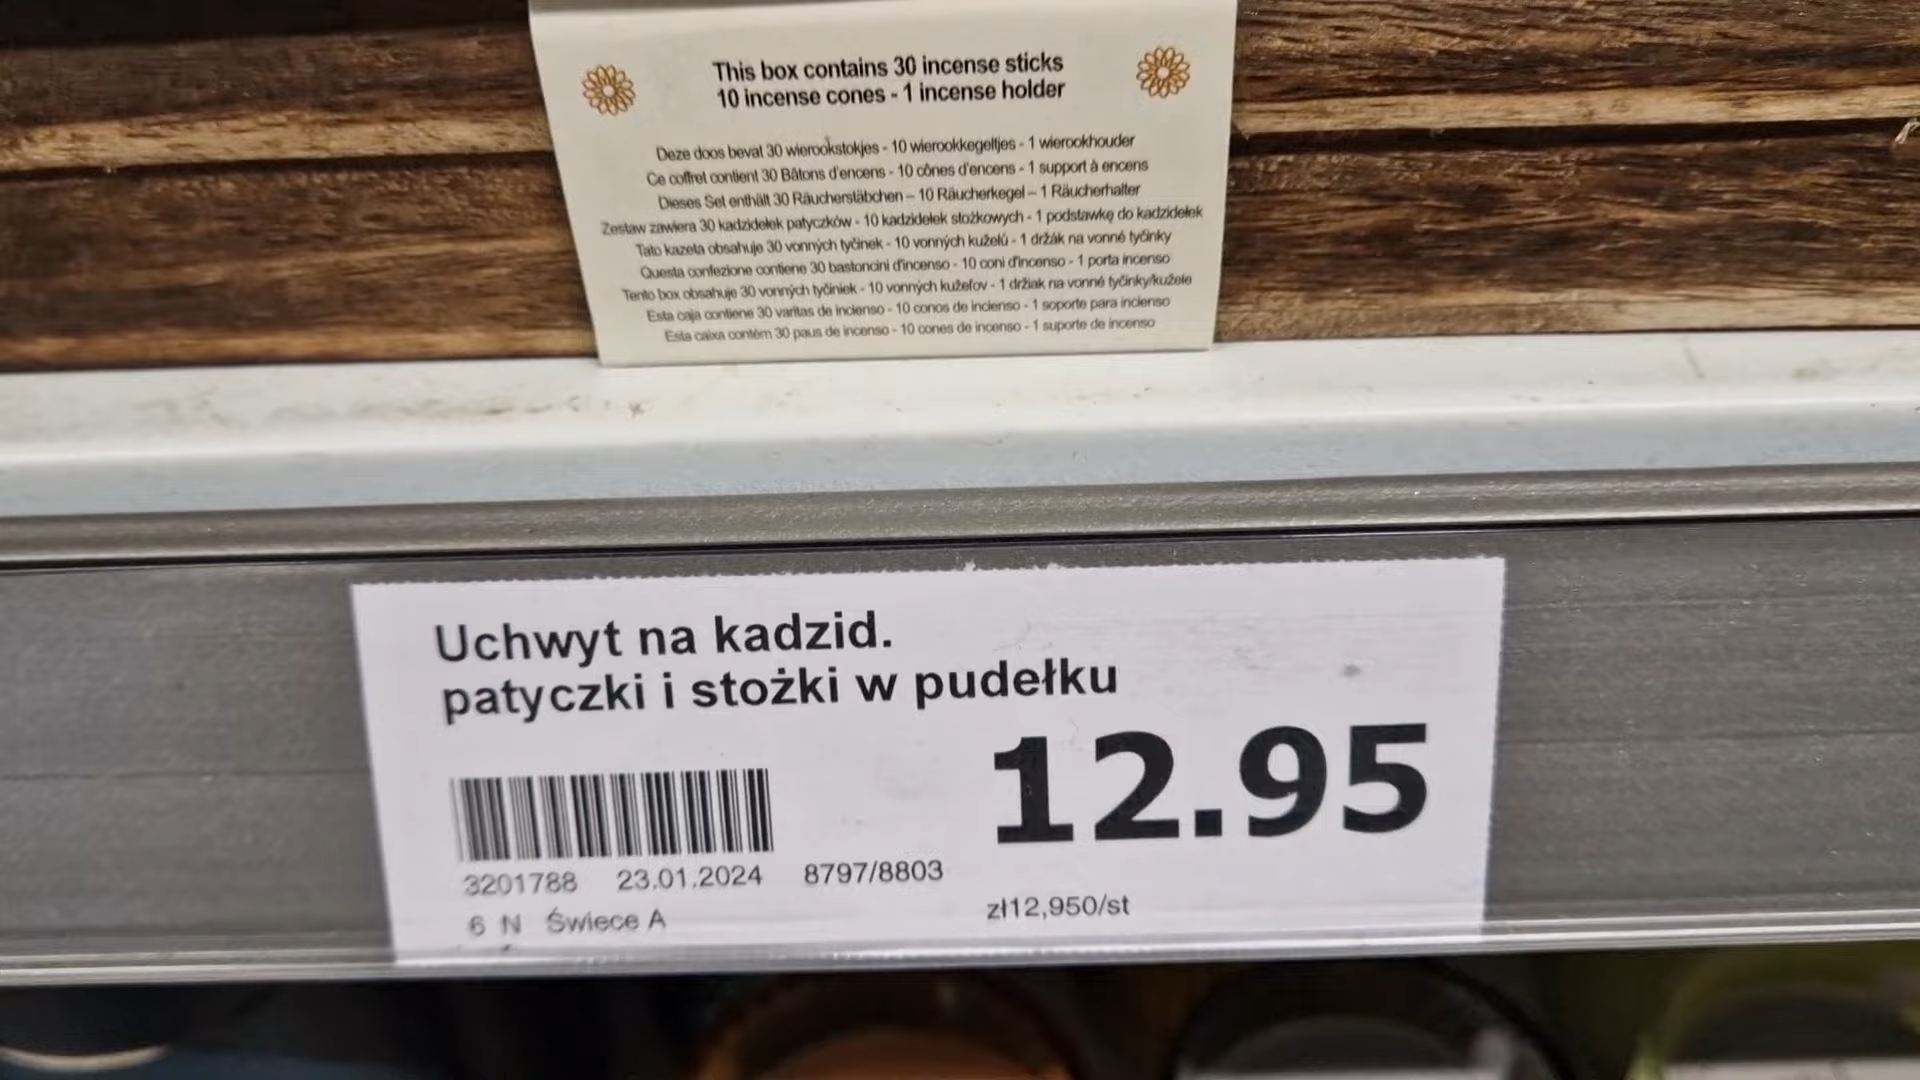 This box contains 30 incense sticks
10 incense cones - 1 incense holder
Deze doos bevat 30 wierookstokjes - 10 wierookkegeltjes - 1 wierookhouder
Ce coffret contient 30 Bâtons d'encens - 10 cônes d'encens - 1 support à encens
Dieses Set enthält 30 Räucherstäbchen – 10 Räucherkegel – 1 Räucherhalter
Zestaw zawiera 30 kadzidełek patyczków - 10 kadzidełek stożkowych - 1 podstawkę do kadzidełek
Tato kazeta obsahuje 30 vonných tyčinek - 10 vonných kuželů - 1 držák na vonné tyčinky
Questa confezione contiene 30 bastoncini d'incenso - 10 coni d'incenso - 1 porta incenso
Tento box obsahuje 30 vonných tyčiniek - 10 vonných kužeľov - 1 držiak na vonné tyčinky/kužele
Esta caja contiene 30 varitas de incienso - 10 conos de incienso - 1 soporte para incienso
Esta caixa contém 30 paus de incenso - 10 cones de incenso - 1 suporte de incenso
Uchwyt na kadzid.
patyczki i stożki w pudełku
12.95
3201788 23.01.2024 8797/8803
6 N Świece A
zł12,950/st